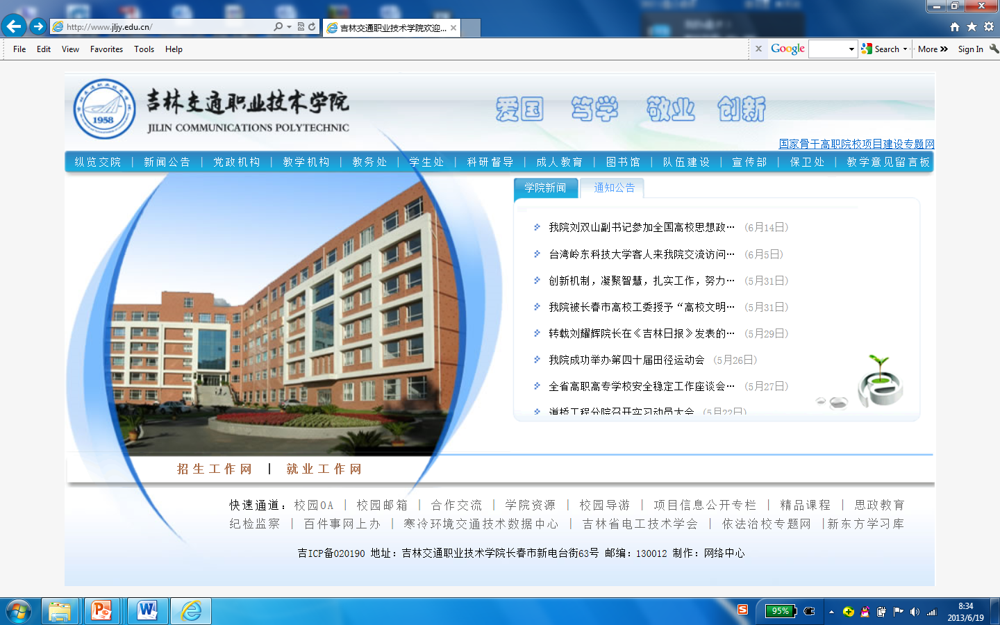 http://www.jljy.edu.cn/
吉林交通职业技术学院欢迎...
File Edit View Favorites Tools Help
Google Search More » Sign In
1958
吉林交通职业技术学院
JILIN COMMUNICATIONS POLYTECHNIC
爱国 笃学 敬业 创新
国家骨干高职院校项目建设专题网
纵览交院 | 新闻公告 | 党政机构 | 教学机构 | 教务处 | 学生处 | 科研督导 | 成人教育 | 图书馆 | 队伍建设 | 宣传部 | 保卫处 | 教学意见留言板
学院新闻 通知公告
我院刘双山副书记参加全国高校思想政… (6月14日)
台湾岭东科技大学客人来我院交流访问… (6月5日)
创新机制，凝聚智慧，扎实工作，努力… (5月31日)
我院被长春市高校工委授予“高校文明… (5月31日)
转载刘耀辉院长在《吉林日报》发表的… (5月29日)
我院成功举办第四十届田径运动会 (5月26日)
全省高职高专学校安全稳定工作座谈会… (5月27日)
道桥工程分院召开实习动员大会 (5月22日)
招生工作网 | 就业工作网
快速通道：校园OA | 校园邮箱 | 合作交流 | 学院资源 | 校园导游 | 项目信息公开专栏 | 精品课程 | 思政教育
纪检监察 | 百件事网上办 | 寒冷环境交通技术数据中心 | 吉林省电工技术学会 | 依法治校专题网 |新东方学习库
吉ICP备020190 地址：吉林交通职业技术学院长春市新电台街63号 邮编：130012 制作：网络中心
95%
8:34
2013/6/19